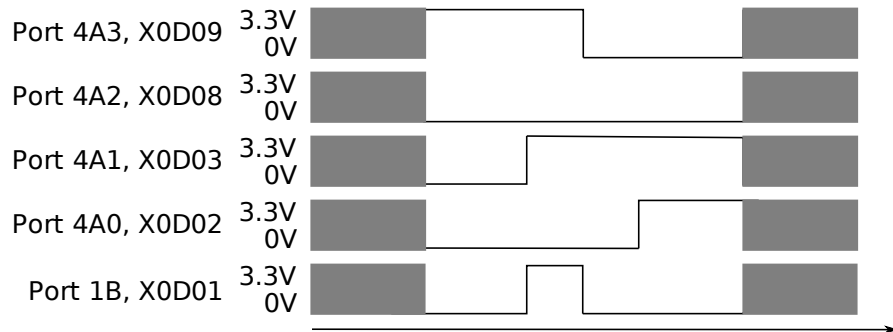 Port 4A3, X0D09 3.3V
0V
Port 4A2, X0D08 3.3V
0V
Port 4A1, X0D03 3.3V
0V
Port 4A0, X0D02 3.3V
0V
Port 1B, X0D01 3.3V
0V